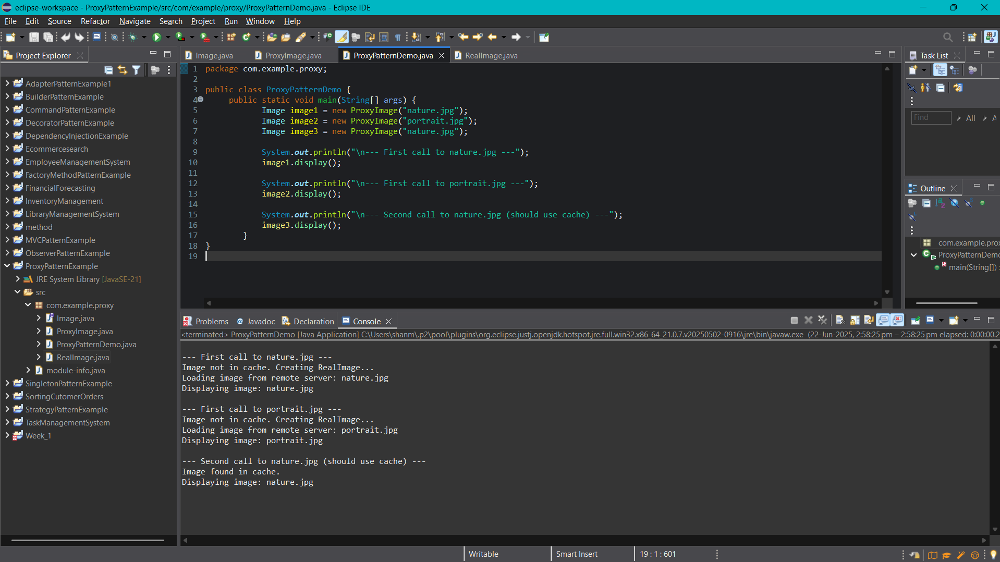 eclipse-workspace - ProxyPatternExample/src/com/example/proxy/ProxyPatternDemo.java - Eclipse IDE
File Edit Source Refactor Navigate Search Project Run Window Help
Project Explorer
AdapterPatternExample1
BuilderPatternExample
CommandPatternExample
DecoratorPatternExample
DependencyInjectionExample
Ecommercesearch
EmployeeManagementSystem
FactoryMethodPatternExample
FinancialForecasting
InventoryManagement
LibraryManagementSystem
method
MVCPatternExample
ObserverPatternExample
ProxyPatternExample
JRE System Library [JavaSE-21]
src
com.example.proxy
Image.java
ProxyImage.java
ProxyPatternDemo.java
RealImage.java
module-info.java
SingletonPatternExample
SortingCutomerOrders
StrategyPatternExample
TaskManagementSystem
Week_1
Image.java ProxyImage.java ProxyPatternDemo.java RealImage.java
1 package com.example.proxy;
2
3 public class ProxyPatternDemo {
4 public static void main(String[] args) {
5 Image image1 = new ProxyImage("nature.jpg");
6 Image image2 = new ProxyImage("portrait.jpg");
7 Image image3 = new ProxyImage("nature.jpg");
8
9 System.out.println("\n--- First call to nature.jpg ---");
10 image1.display();
11
12 System.out.println("\n--- First call to portrait.jpg ---");
13 image2.display();
14
15 System.out.println("\n--- Second call to nature.jpg (should use cache) ---");
16 image3.display();
17 }
18 }
19
Task List
Find All A
Outline
com.example.prox
ProxyPatternDemo
main(String[]) :
Problems Javadoc Declaration Console
<terminated> ProxyPatternDemo [Java Application] C:\Users\shanm\.p2\pool\plugins\org.eclipse.justj.openjdk.hotspot.jre.full.win32.x86_64_21.0.7.v20250502-0916\jre\bin\javaw.exe (22-Jun-2025, 2:58:25 pm – 2:58:25 pm elapsed: 0:00:00.2
--- First call to nature.jpg ---
Image not in cache. Creating RealImage...
Loading image from remote server: nature.jpg
Displaying image: nature.jpg
--- First call to portrait.jpg ---
Image not in cache. Creating RealImage...
Loading image from remote server: portrait.jpg
Displaying image: portrait.jpg
--- Second call to nature.jpg (should use cache) ---
Image found in cache.
Displaying image: nature.jpg
Writable Smart Insert 19 : 1 : 601